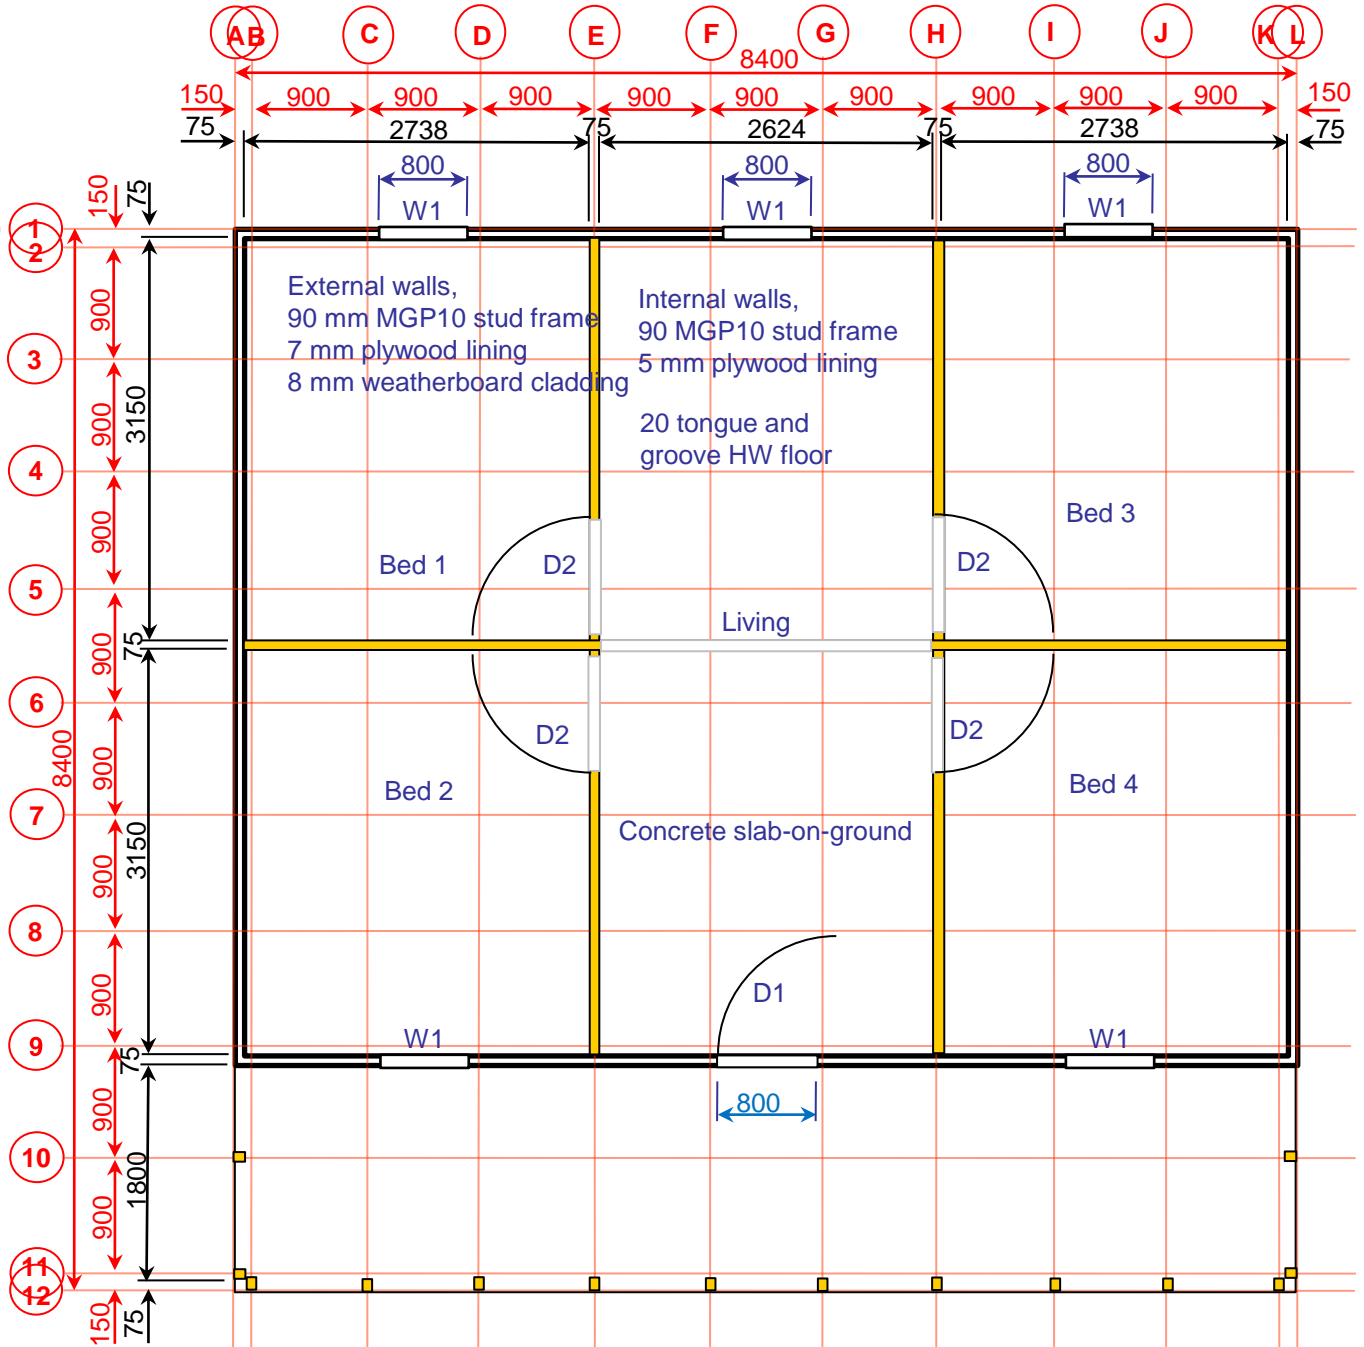 A B C D E F G H I J K L
8400
150 900 900 900 900 900 900 900 900 900 150
75 2738 75 2624 75 2738 75
800 800 800
W1 W1 W1
150 75
1
2
External walls,
90 mm MGP10 stud frame
7 mm plywood lining
8 mm weatherboard cladding
Internal walls,
90 MGP10 stud frame
5 mm plywood lining
20 tongue and
groove HW floor
900
3
3150
900
4
Bed 3
900
Bed 1 D2 D2
5
Living
75
900
6
D2 D2
8400
900
Bed 2 Bed 4
7
Concrete slab-on-ground
3150
900
8
D1
900
W1 W1
9
75
800
900
10
1800
900
11
12
150 75